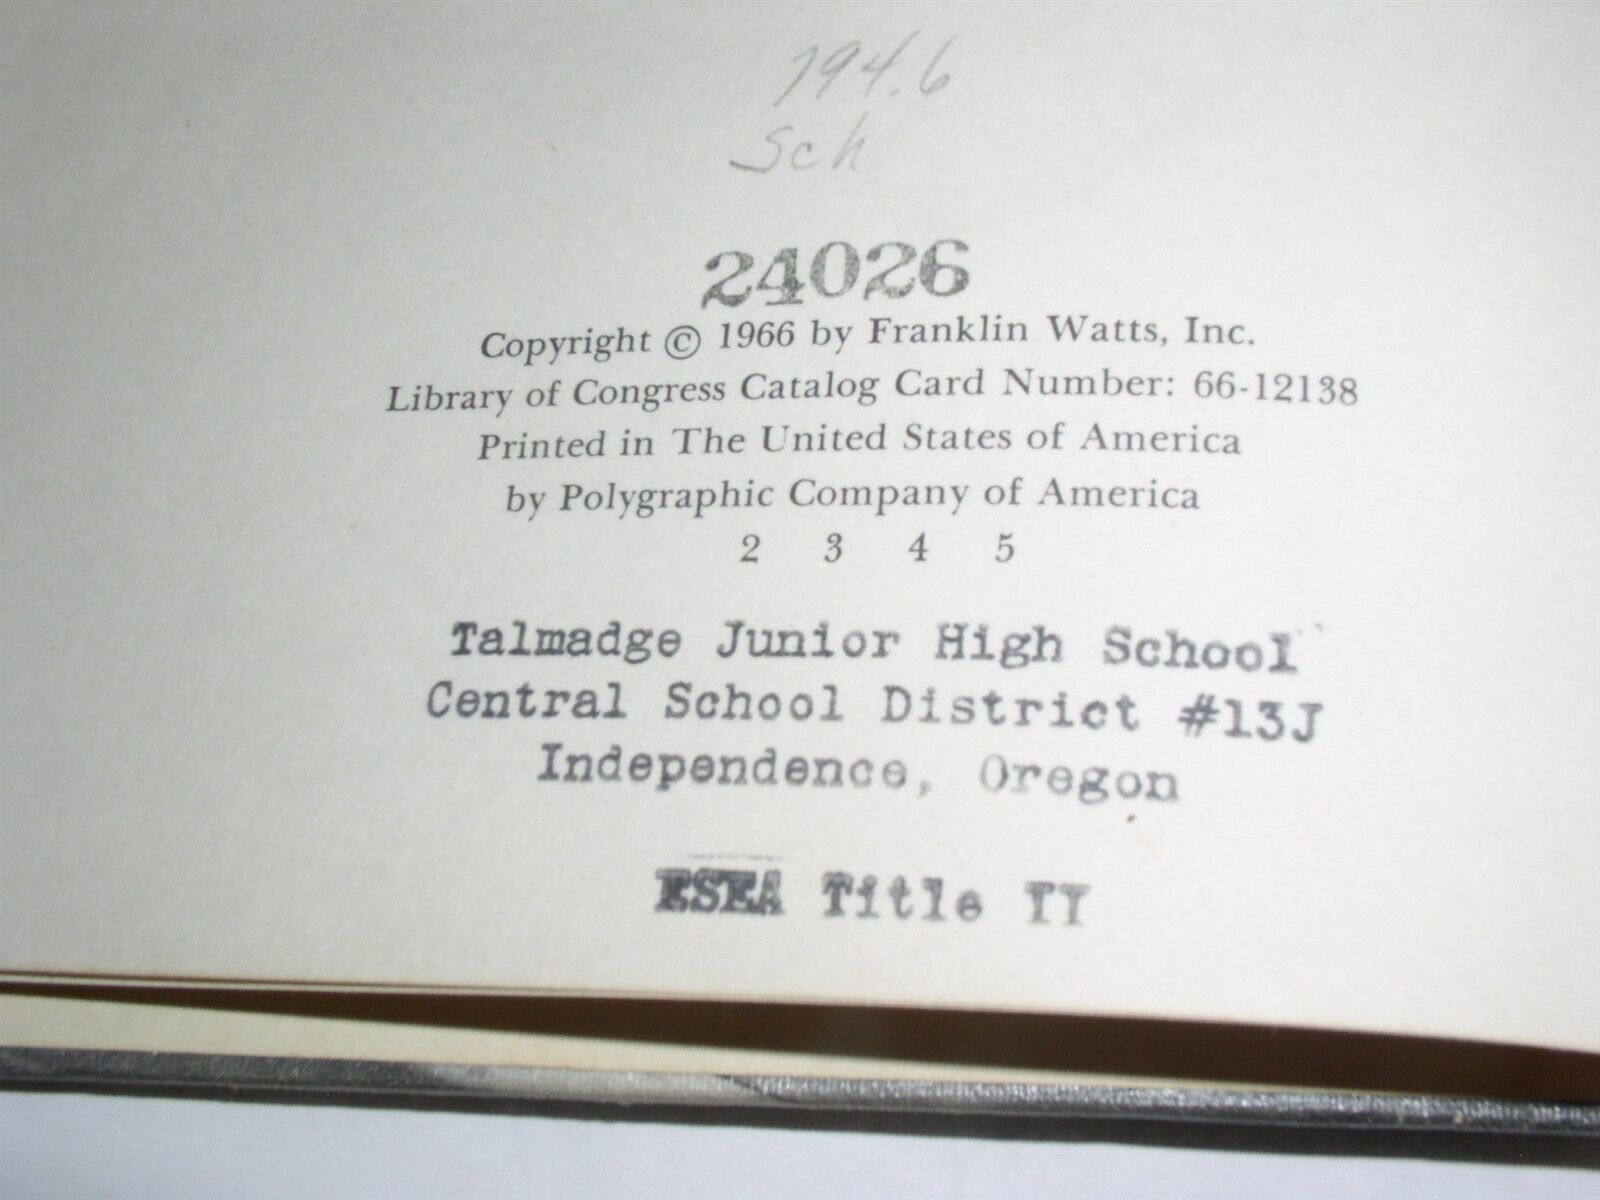 794.6
Sch
24026
Copyright © 1966 by Franklin Watts, Inc.
Library of Congress Catalog Card Number: 66-12138
Printed in The United States of America
by Polygraphic Company of America
2 3 4 5
Talmadge Junior High School
Central School District #13J
Independence, Oregon
ESEA Title II